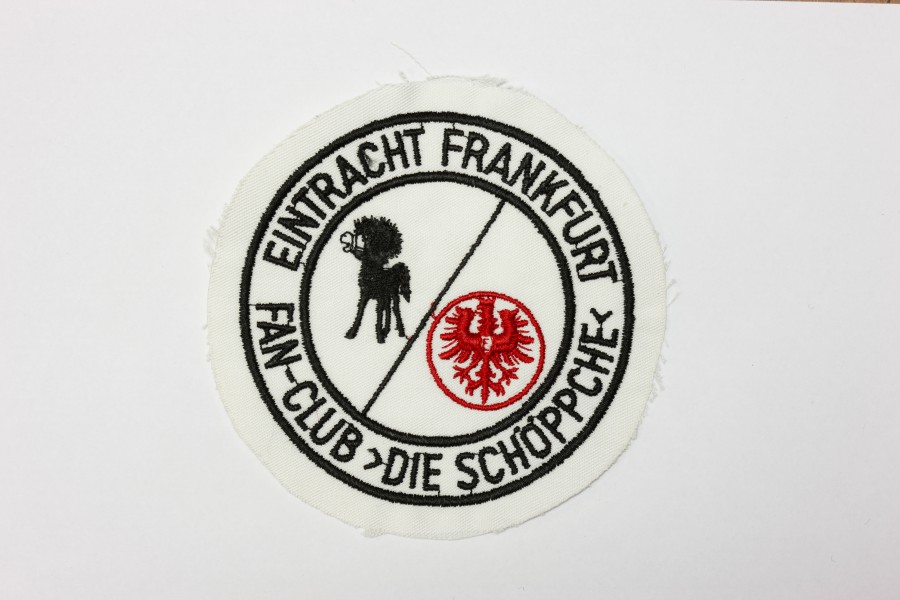 EINTRACHT FRANKFURT
FAN-CLUB >DIE SCHÖPPCHE<